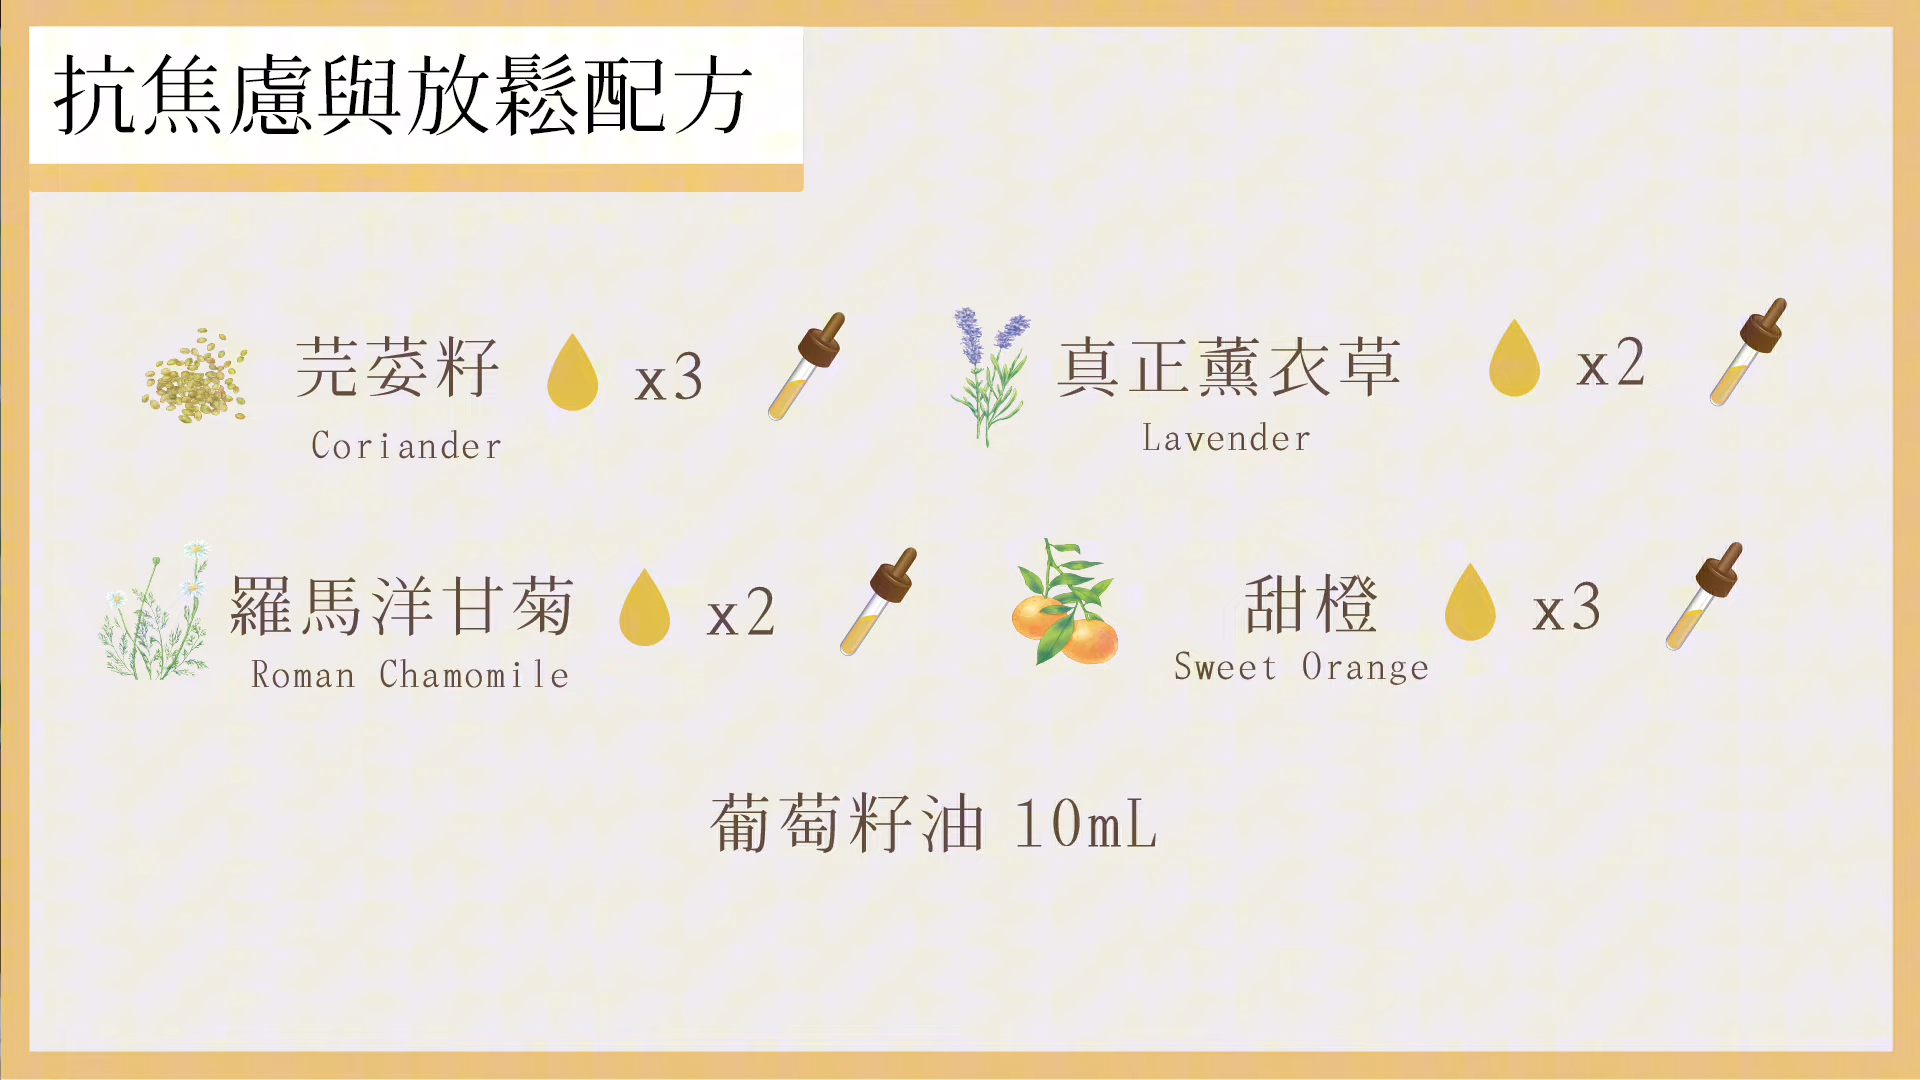 抗焦慮與放鬆配方
芫荽籽 x3
Coriander
真正薰衣草 x2
Lavender
羅馬洋甘菊 x2
Roman Chamomile
甜橙 x3
Sweet Orange
葡萄籽油 10mL